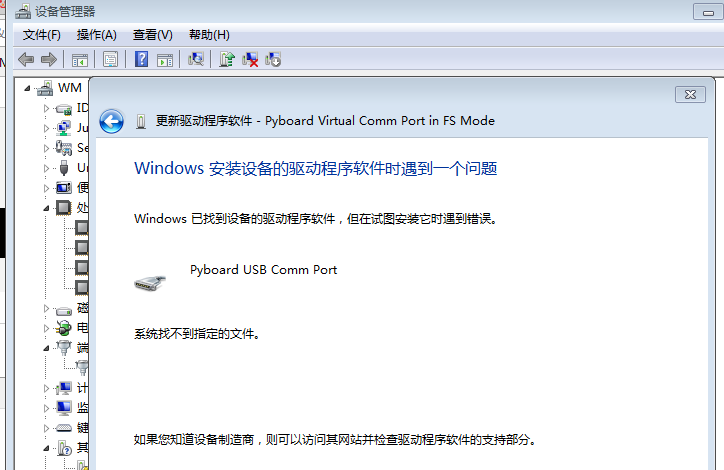 设备管理器
文件(F) 操作(A) 查看(V) 帮助(H)
WM
ID
Ju
Se
Un
便
处
磁
电
端
计
监
键
其
更新驱动程序软件 - Pyboard Virtual Comm Port in FS Mode
Windows 安装设备的驱动程序软件时遇到一个问题
Windows 已找到设备的驱动程序软件，但在试图安装它时遇到错误。
Pyboard USB Comm Port
系统找不到指定的文件。
如果您知道设备制造商，则可以访问其网站并检查驱动程序软件的支持部分。